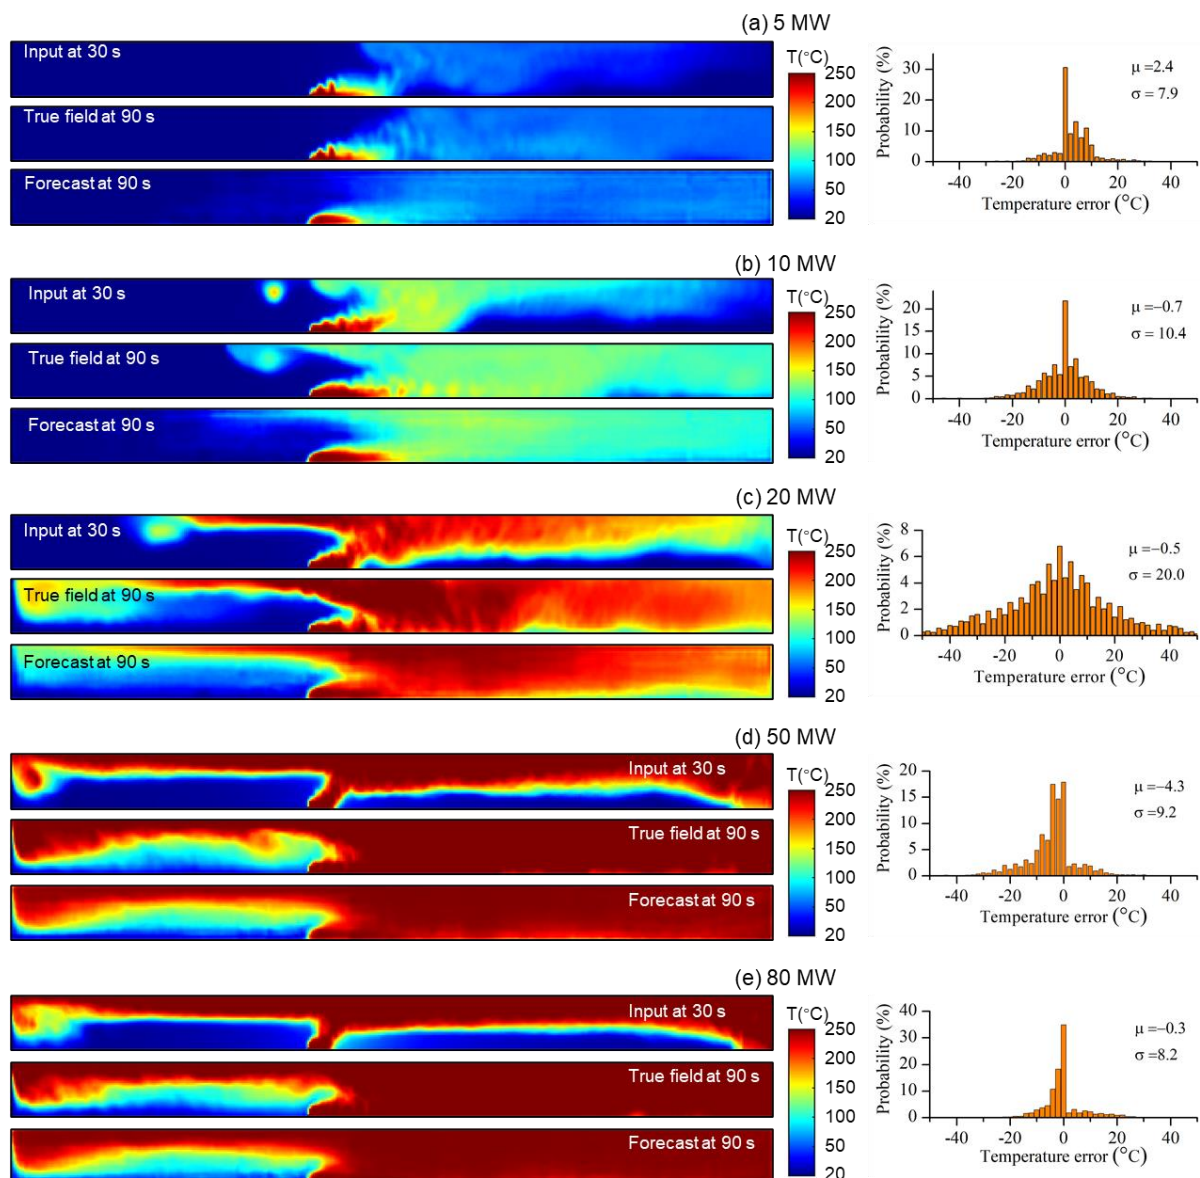 (a) 5 MW
Input at 30 s
True field at 90 s
Forecast at 90 s
T(°C)
250
200
150
100
50
20
Probability (%)
30
20
10
0
-40 -20 0 20 40
Temperature error (°C)
μ =2.4
σ = 7.9
(b) 10 MW
Input at 30 s
True field at 90 s
Forecast at 90 s
T(°C)
250
200
150
100
50
20
Probability (%)
20
15
10
5
0
-40 -20 0 20 40
Temperature error (°C)
μ =−0.7
σ = 10.4
(c) 20 MW
Input at 30 s
True field at 90 s
Forecast at 90 s
T(°C)
250
200
150
100
50
20
Probability (%)
8
6
4
2
0
-40 -20 0 20 40
Temperature error (°C)
μ =−0.5
σ = 20.0
(d) 50 MW
Input at 30 s
True field at 90 s
Forecast at 90 s
T(°C)
250
200
150
100
50
20
Probability (%)
20
15
10
5
0
-40 -20 0 20 40
Temperature error (°C)
μ =−4.3
σ =9.2
(e) 80 MW
Input at 30 s
True field at 90 s
Forecast at 90 s
T(°C)
250
200
150
100
50
20
Probability (%)
40
30
20
10
0
-40 -20 0 20 40
Temperature error (°C)
μ =−0.3
σ =8.2